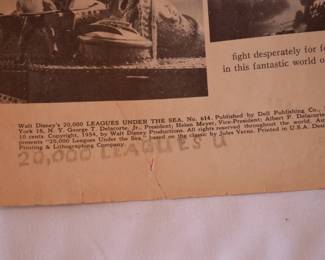 fight desperately for f
in this fantastic world o
Walt Disney's 20,000 LEAGUES UNDER THE SEA, No. 614. Published by Dell Publishing Co.,
York 16, N. Y. George T. Delacorte, Jr., President; Helen Meyer, Vice-President; Albert P. Delacorte
10 cents. Copyright, 1954, by Walt Disney Productions. All rights reserved throughout the world. Au
presents "20,000 Leagues Under the Sea," based on the classic by Jules Verne. Printed in U.S.A. Des
Printing & Lithographing Company
20,000 LEAGUES U